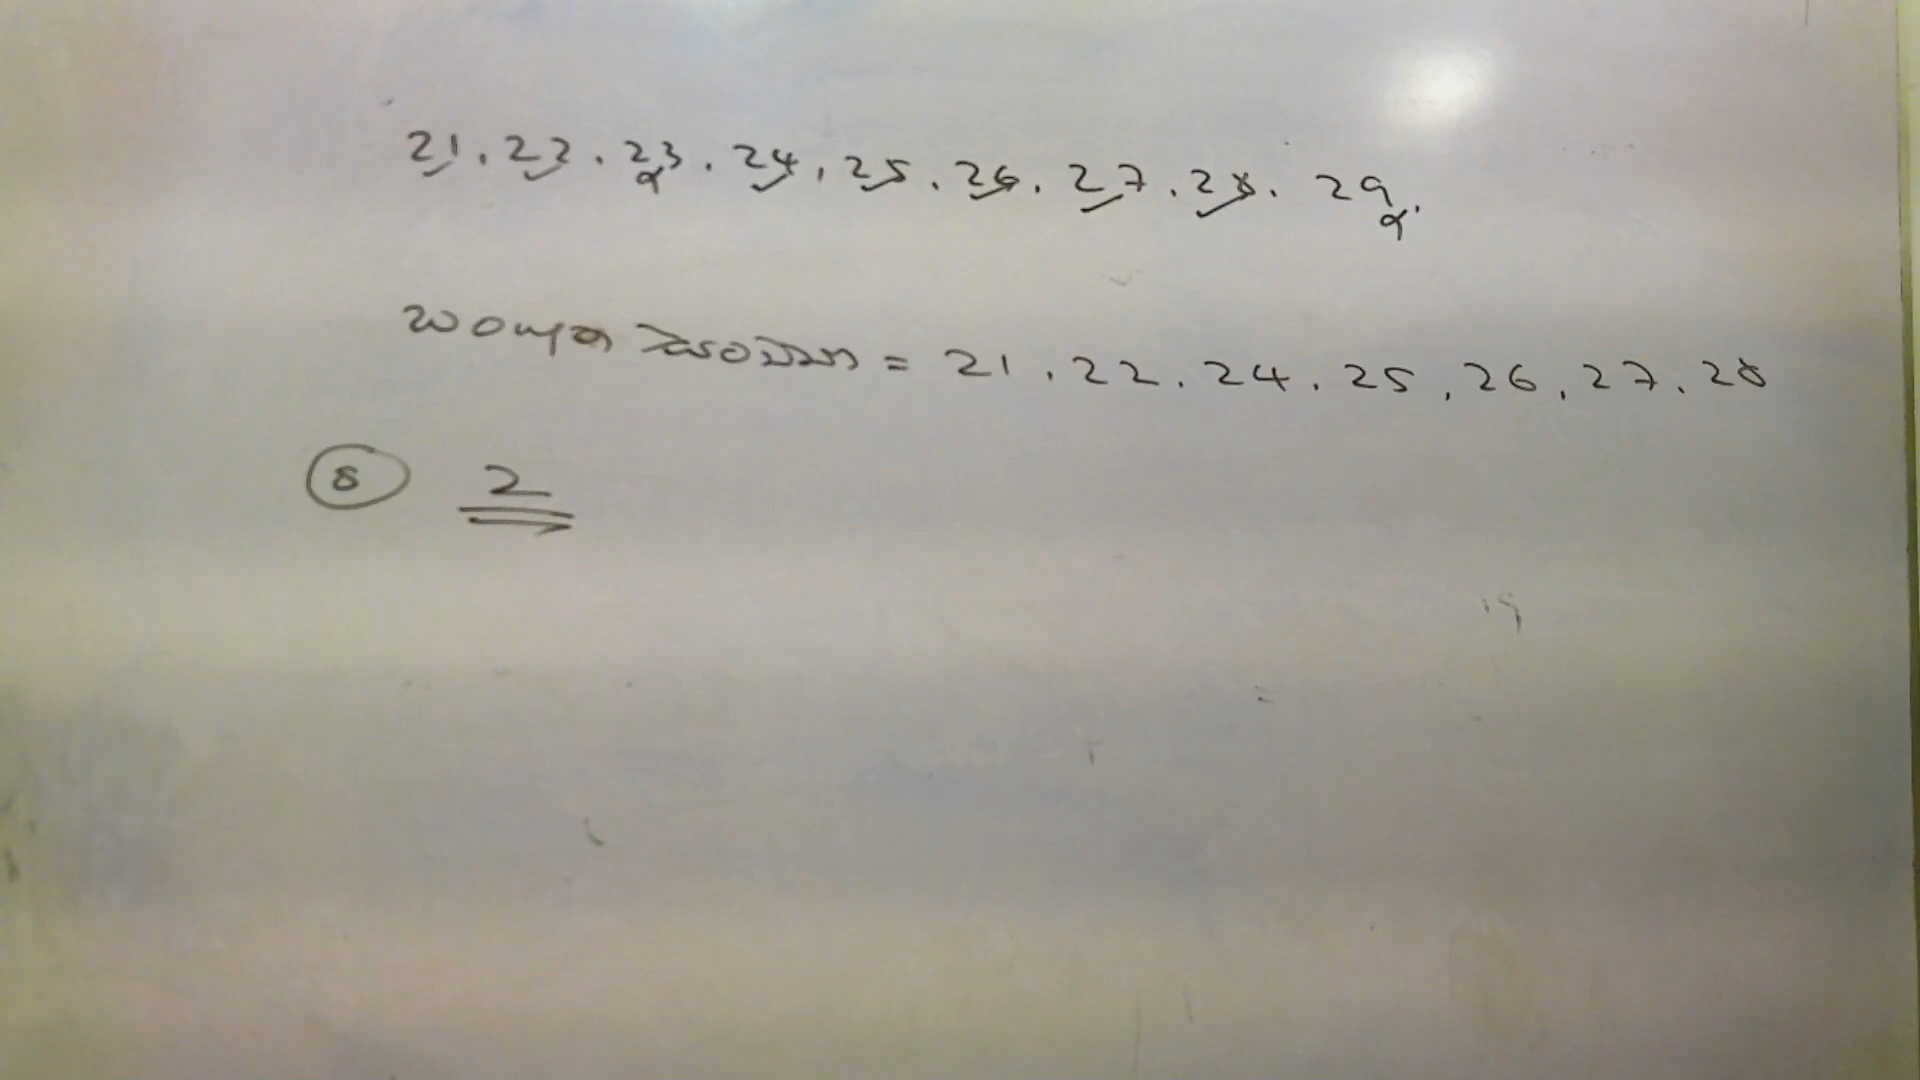 21, 22, 23, 24, 25, 26, 27, 28, 29.
සංයුක්ත සංඛ්‍යා = 21, 22, 24, 25, 26, 27, 28
8 2